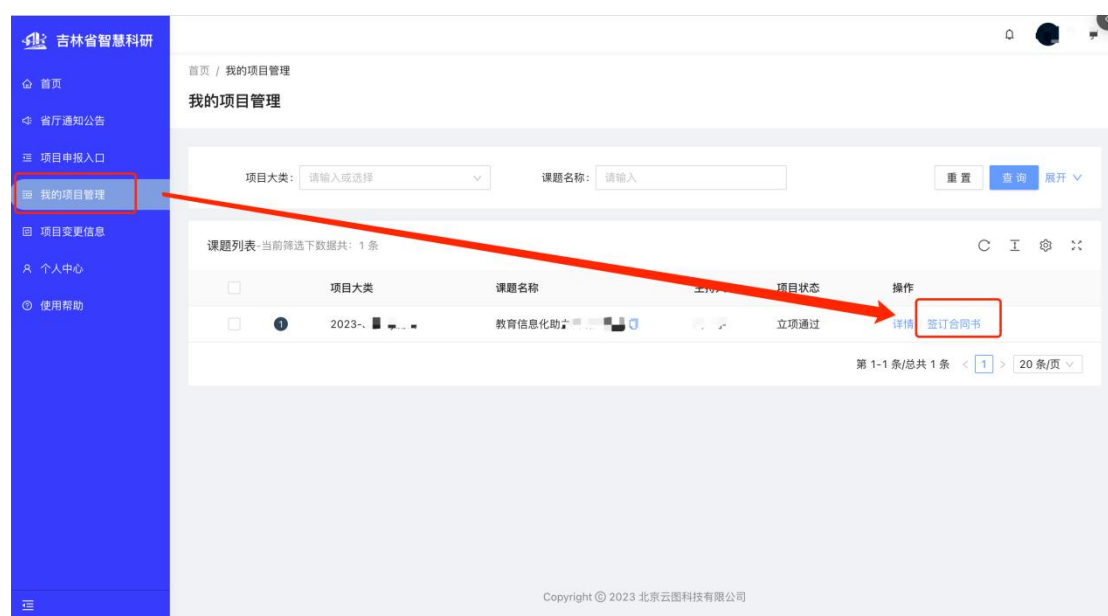 吉林省智慧科研
首页
省厅通知公告
项目申报入口
我的项目管理
项目变更信息
个人中心
使用帮助
首页 / 我的项目管理
我的项目管理
项目大类: 请输入或选择 课题名称: 请输入 重置 查询 展开
课题列表-当前筛选下数据共: 1 条
项目大类 课题名称 项目状态 操作
1 2023- 教育信息化助 立项通过 详情 签订合同书
第 1-1 条/总共 1 条 < 1 > 20 条/页
Copyright © 2023 北京云图科技有限公司